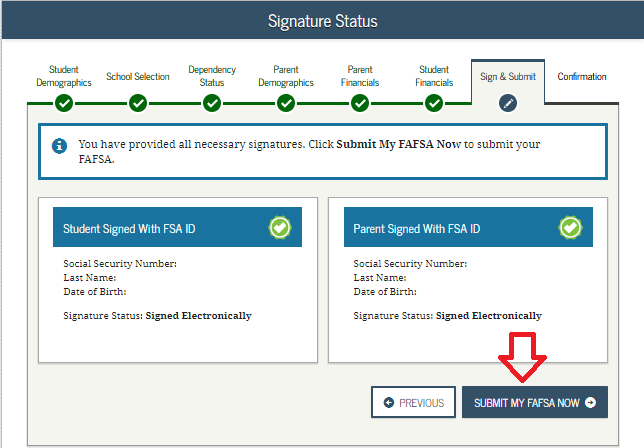 Signature Status
Student
Demographics
School Selection
Dependency
Status
Parent
Demographics
Parent
Financials
Student
Financials
Sign & Submit
Confirmation
You have provided all necessary signatures. Click Submit My FAFSA Now to submit your
FAFSA.
Student Signed With FSA ID
Social Security Number:
Last Name:
Date of Birth:
Signature Status: Signed Electronically
Parent Signed With FSA ID
Social Security Number:
Last Name:
Date of Birth:
Signature Status: Signed Electronically
PREVIOUS
SUBMIT MY FAFSA NOW